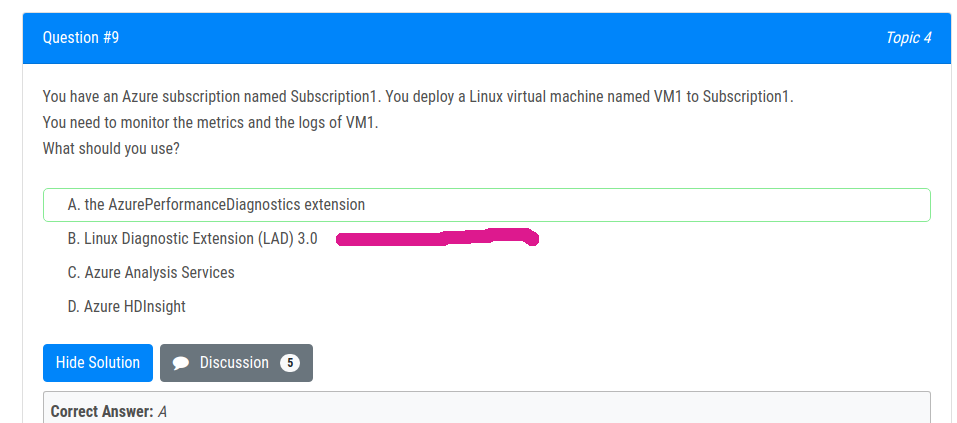 Question #9
Topic 4
You have an Azure subscription named Subscription1. You deploy a Linux virtual machine named VM1 to Subscription1.
You need to monitor the metrics and the logs of VM1.
What should you use?
A. the AzurePerformanceDiagnostics extension
B. Linux Diagnostic Extension (LAD) 3.0
C. Azure Analysis Services
D. Azure HDInsight
Hide Solution
Discussion 5
Correct Answer: A